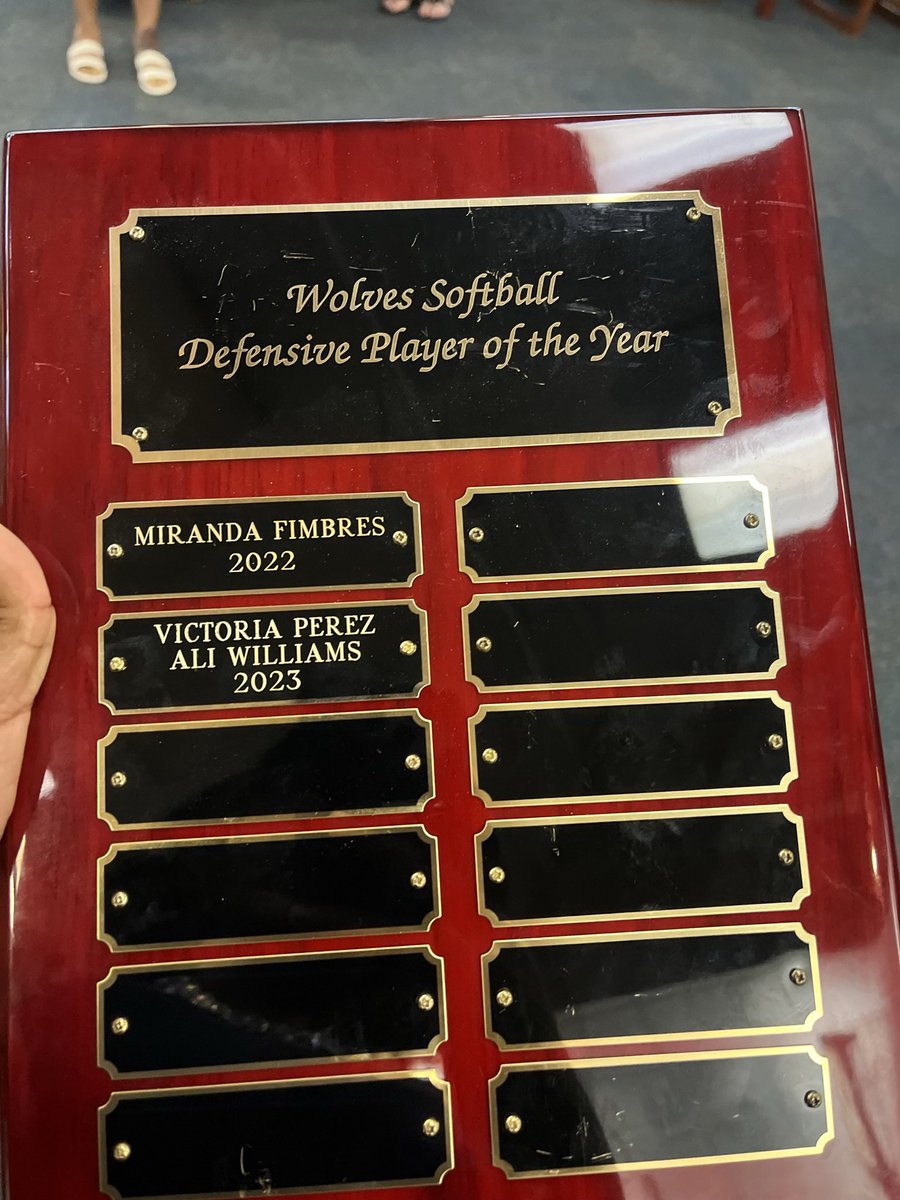 Wolves Softball
Defensive Player of the Year
MIRANDA FIMBRES
2022
VICTORIA PEREZ
ALI WILLIAMS
2023